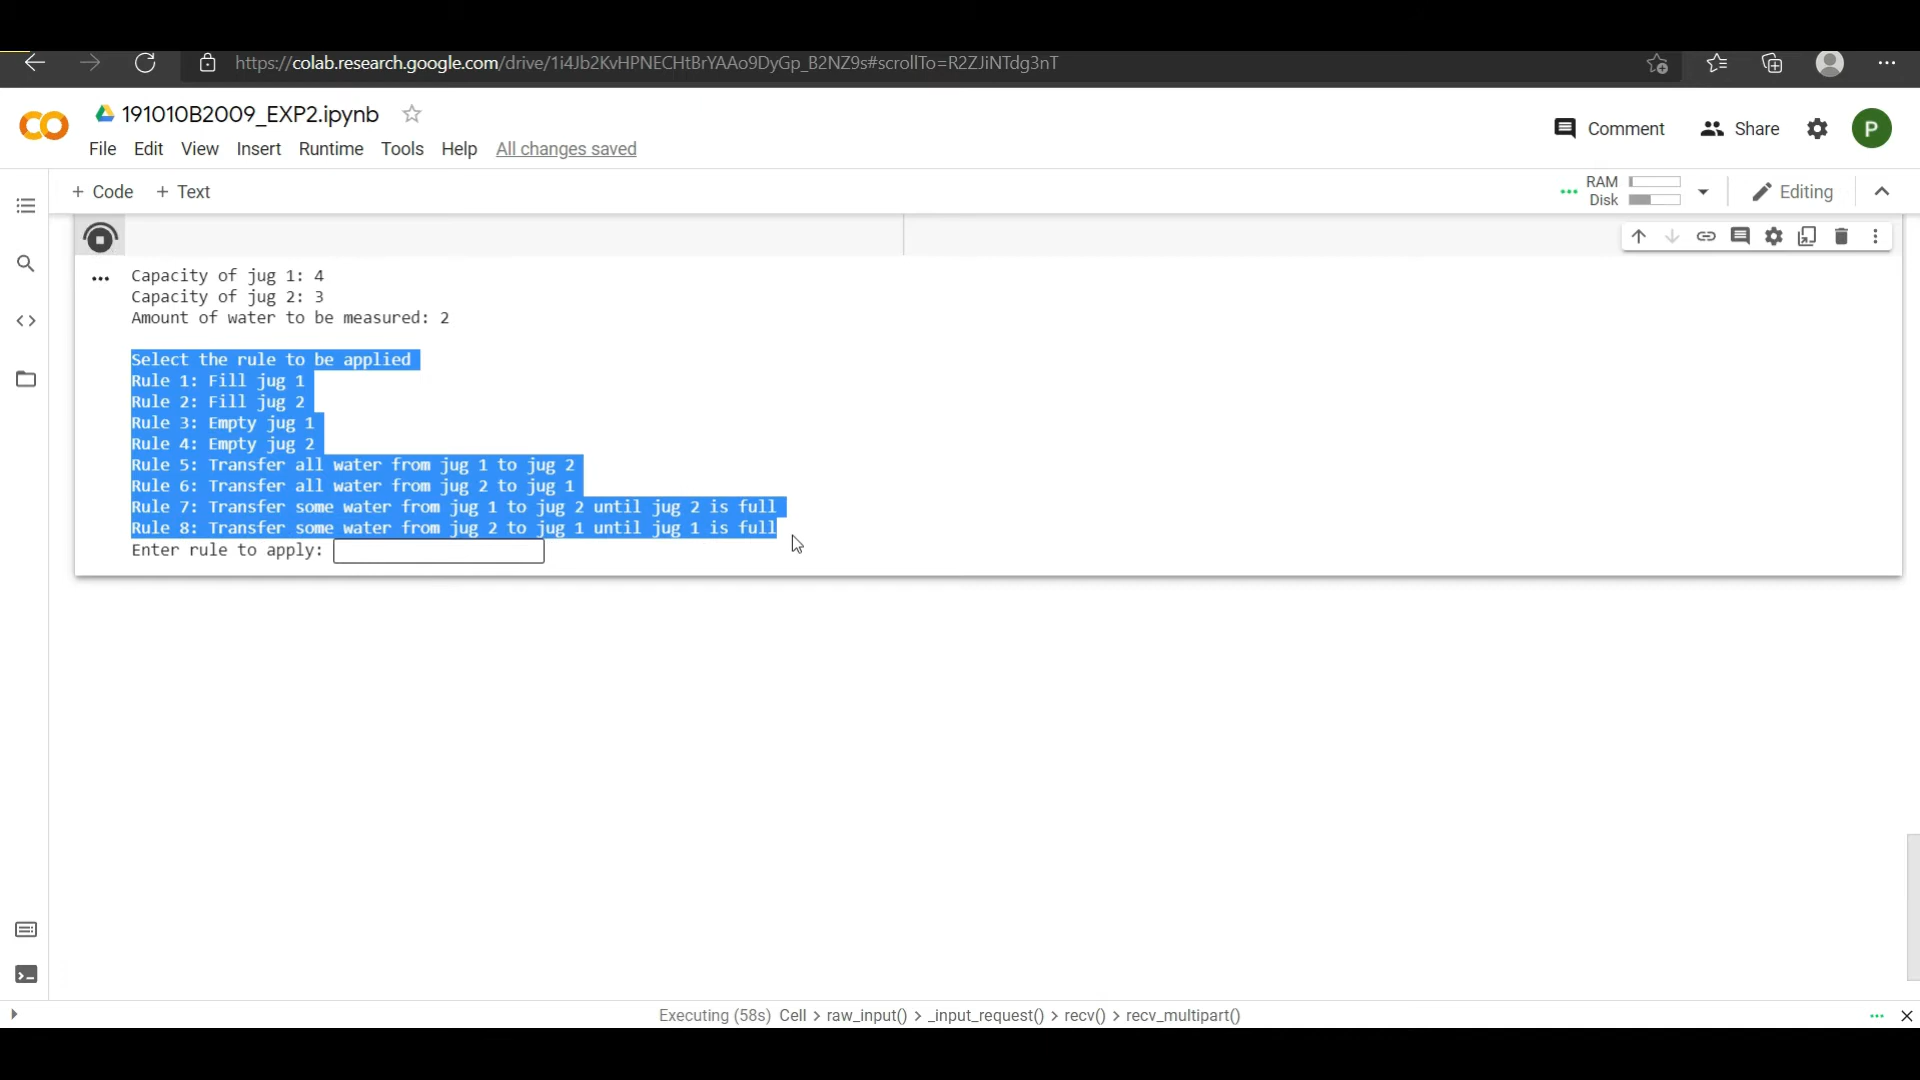 https://colab.research.google.com/drive/1i4Jb2KvHPNECHtBrYAAo9DyGp_B2NZ9s#scrollTo=R2ZJiNTdg3nT
191010B2009_EXP2.ipynb
File Edit View Insert Runtime Tools Help All changes saved
Comment Share P
+ Code + Text
RAM
Disk
Editing
Capacity of jug 1: 4
Capacity of jug 2: 3
Amount of water to be measured: 2
Select the rule to be applied
Rule 1: Fill jug 1
Rule 2: Fill jug 2
Rule 3: Empty jug 1
Rule 4: Empty jug 2
Rule 5: Transfer all water from jug 1 to jug 2
Rule 6: Transfer all water from jug 2 to jug 1
Rule 7: Transfer some water from jug 1 to jug 2 until jug 2 is full
Rule 8: Transfer some water from jug 2 to jug 1 until jug 1 is full
Enter rule to apply:
Executing (58s) Cell > raw_input() > _input_request() > recv() > recv_multipart()